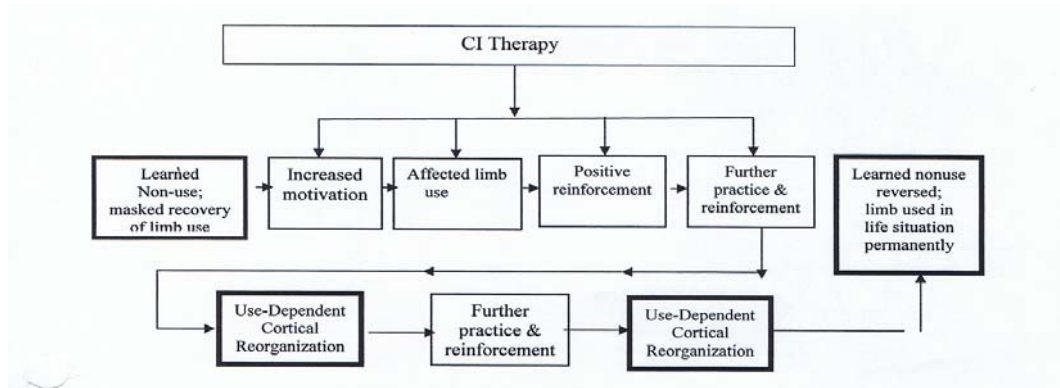 CI Therapy
Learned
Non-use;
masked recovery
of limb use
Increased
motivation
Affected limb
use
Positive
reinforcement
Further
practice &
reinforcement
Learned nonuse
reversed;
limb used in
life situation
permanently
Use-Dependent
Cortical
Reorganization
Further
practice &
reinforcement
Use-Dependent
Cortical
Reorganization